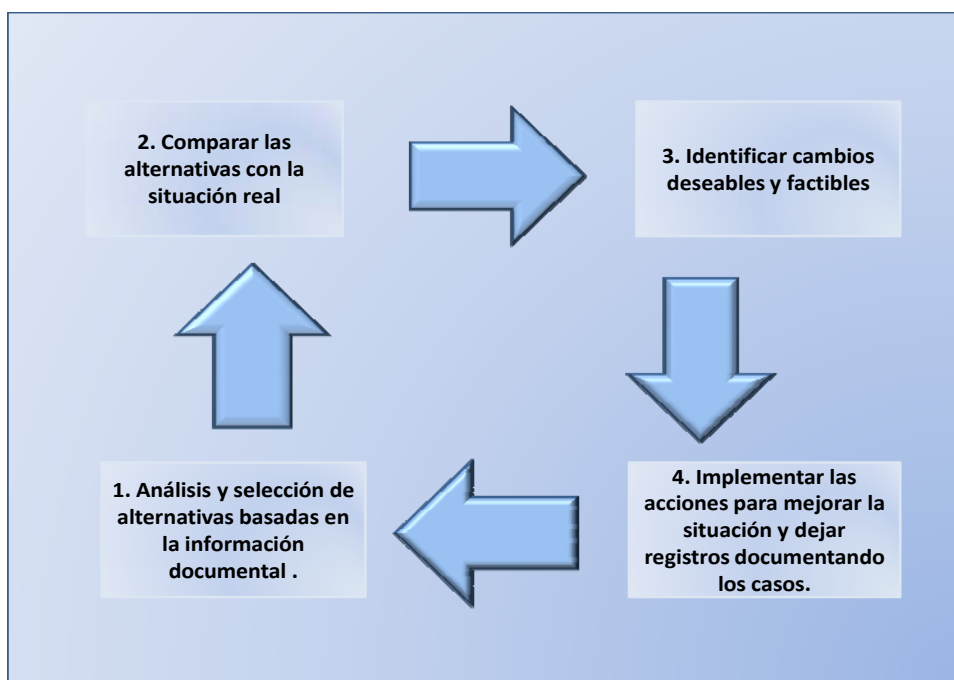 2. Comparar las
alternativas con la
situación real
3. Identificar cambios
deseables y factibles
1. Análisis y selección de
alternativas basadas en
la información
documental .
4. Implementar las
acciones para mejorar la
situación y dejar
registros documentando
los casos.